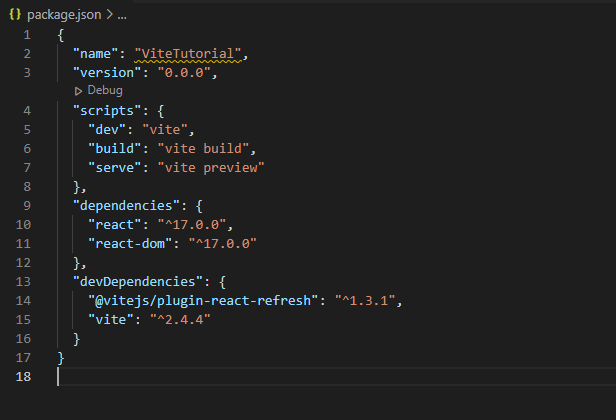 {} package.json > ...
1 {
2 "name": "ViteTutorial",
3 "version": "0.0.0",
Debug
4 "scripts": {
5 "dev": "vite",
6 "build": "vite build",
7 "serve": "vite preview"
8 },
9 "dependencies": {
10 "react": "^17.0.0",
11 "react-dom": "^17.0.0"
12 },
13 "devDependencies": {
14 "@vitejs/plugin-react-refresh": "^1.3.1",
15 "vite": "^2.4.4"
16 }
17 }
18